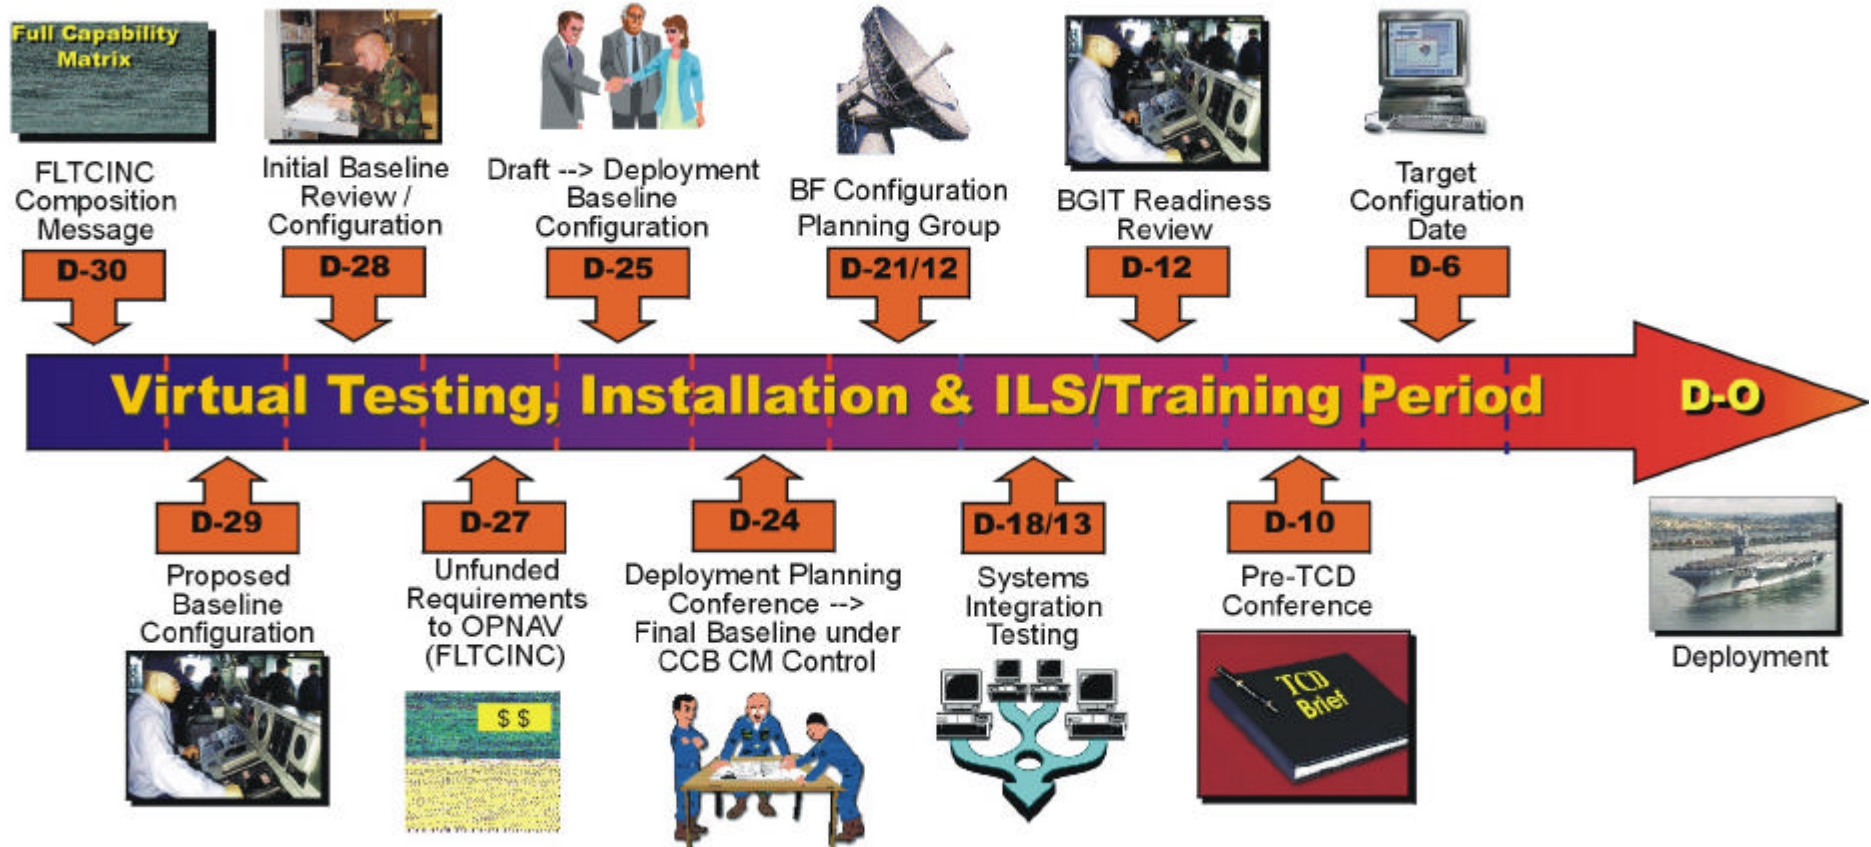 Full Capability
Matrix
FLTCINC
Composition
Message
D-30
Initial Baseline
Review /
Configuration
D-28
Draft --> Deployment
Baseline
Configuration
D-25
BF Configuration
Planning Group
D-21/12
BGIT Readiness
Review
D-12
Target
Configuration
Date
D-6
Virtual Testing, Installation & ILS/Training Period
D-O
D-29
Proposed
Baseline
Configuration
D-27
Unfunded
Requirements
to OPNAV
(FLTCINC)
$ $
D-24
Deployment Planning
Conference -->
Final Baseline under
CCB CM Control
D-18/13
Systems
Integration
Testing
D-10
Pre-TCD
Conference
TCD
Brief
Deployment